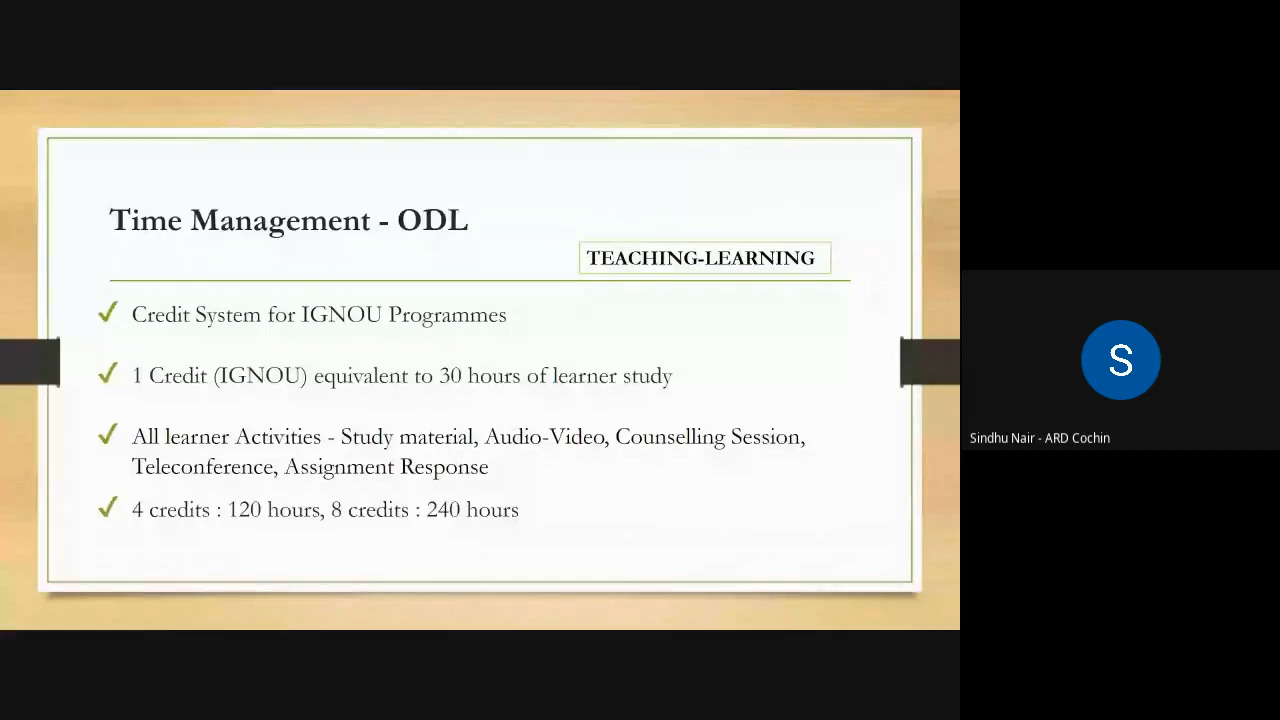 Time Management - ODL
TEACHING-LEARNING
✓ Credit System for IGNOU Programmes
✓ 1 Credit (IGNOU) equivalent to 30 hours of learner study
✓ All learner Activities - Study material, Audio-Video, Counselling Session,
Teleconference, Assignment Response
✓ 4 credits : 120 hours, 8 credits : 240 hours
S
Sindhu Nair - ARD Cochin